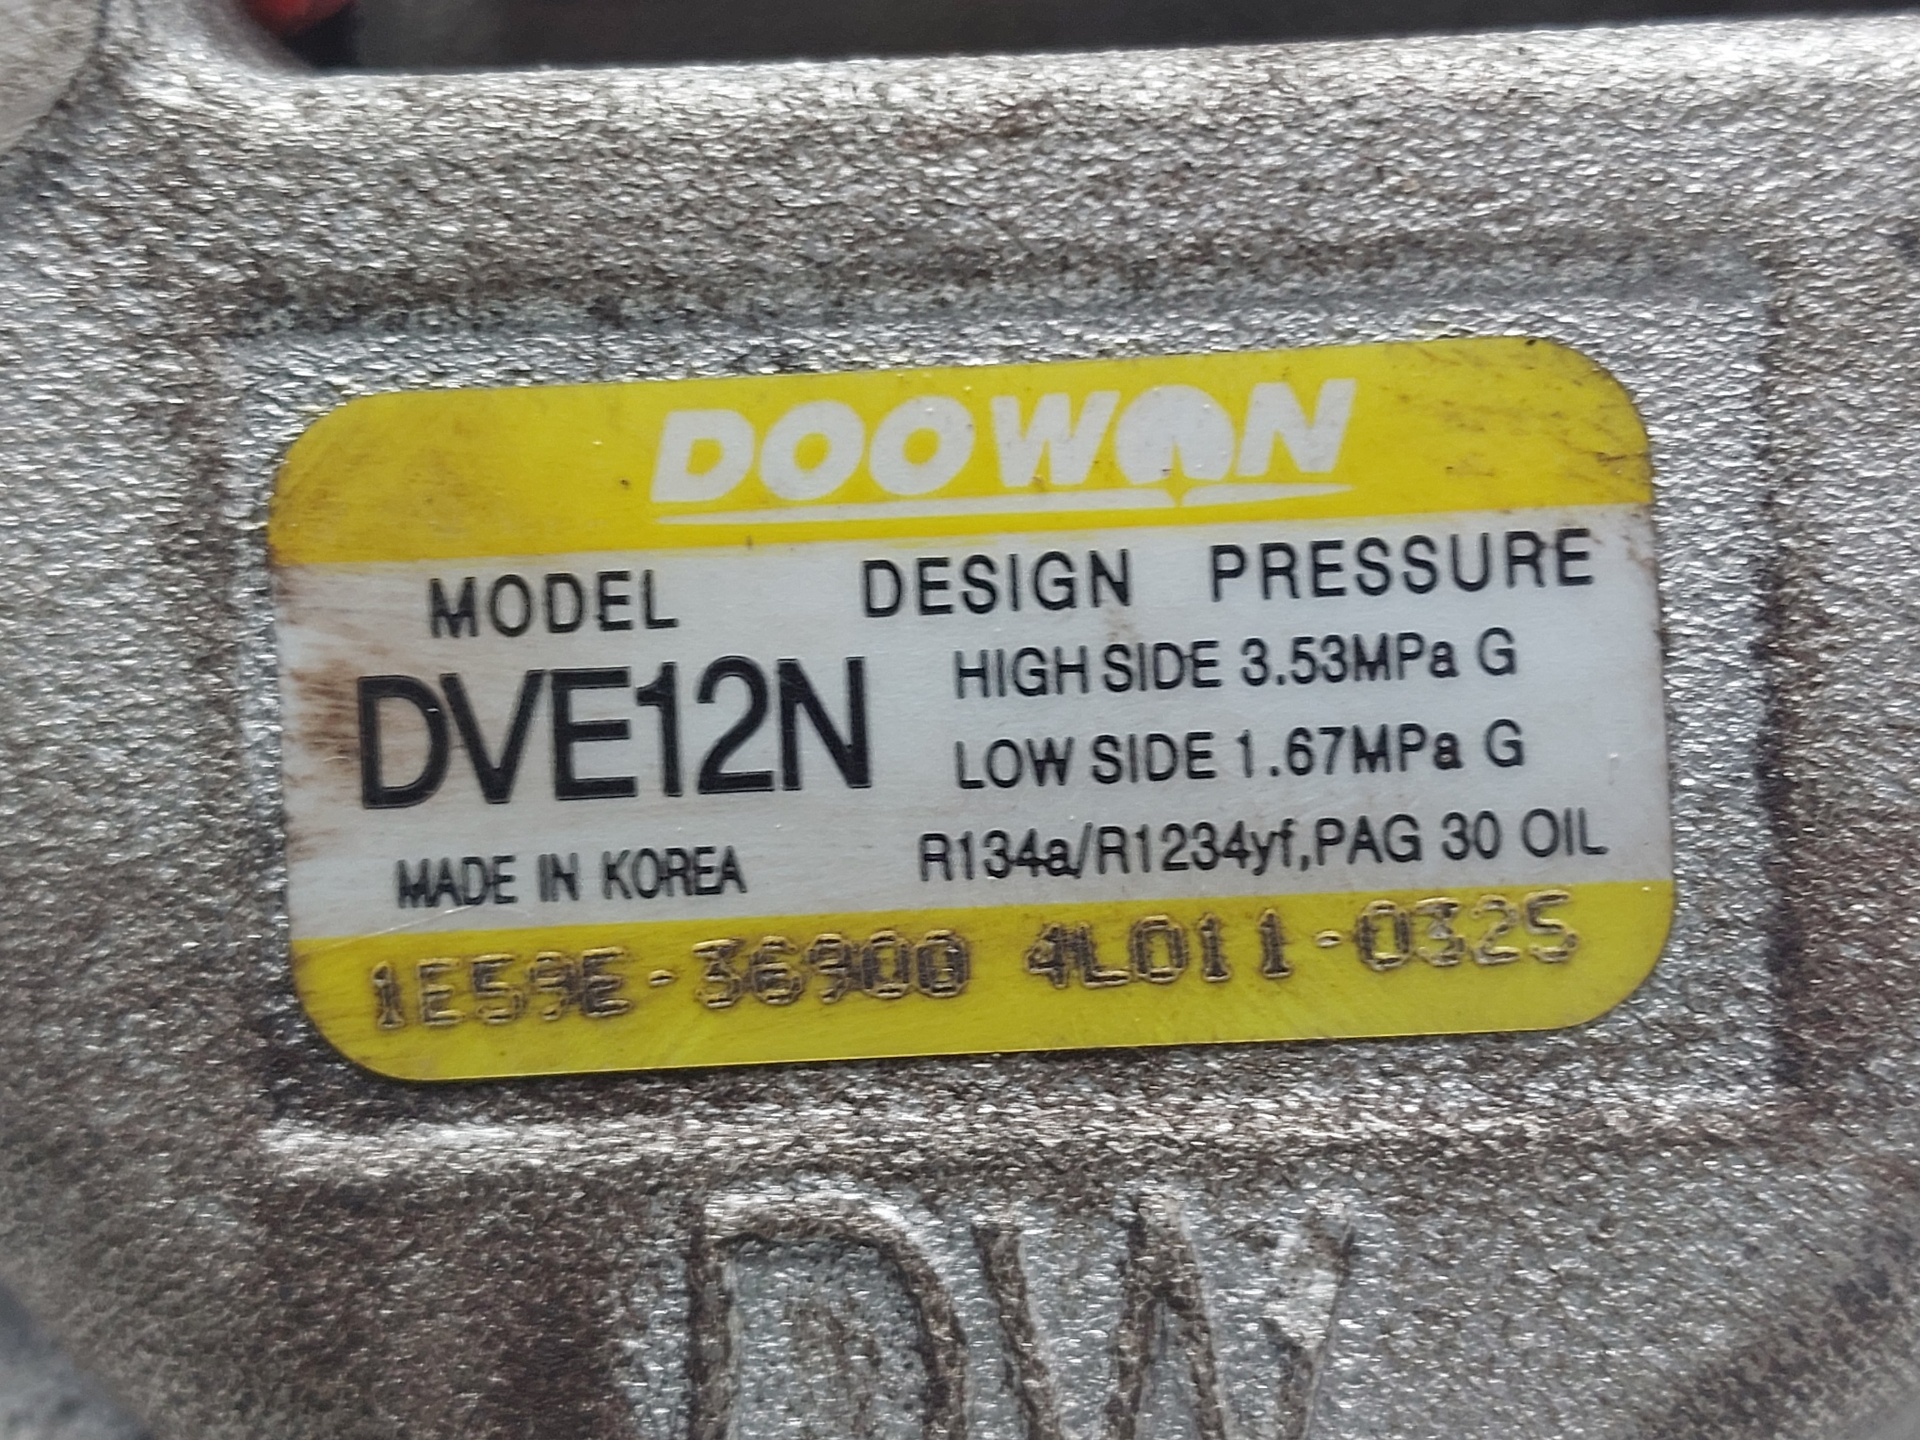 DOOWON
MODEL DESIGN PRESSURE
DVE12N HIGH SIDE 3.53MPa G
LOW SIDE 1.67MPa G
MADE IN KOREA R134a/R1234yf,PAG 30 OIL
1E59E-36900 4L011-0325
DW